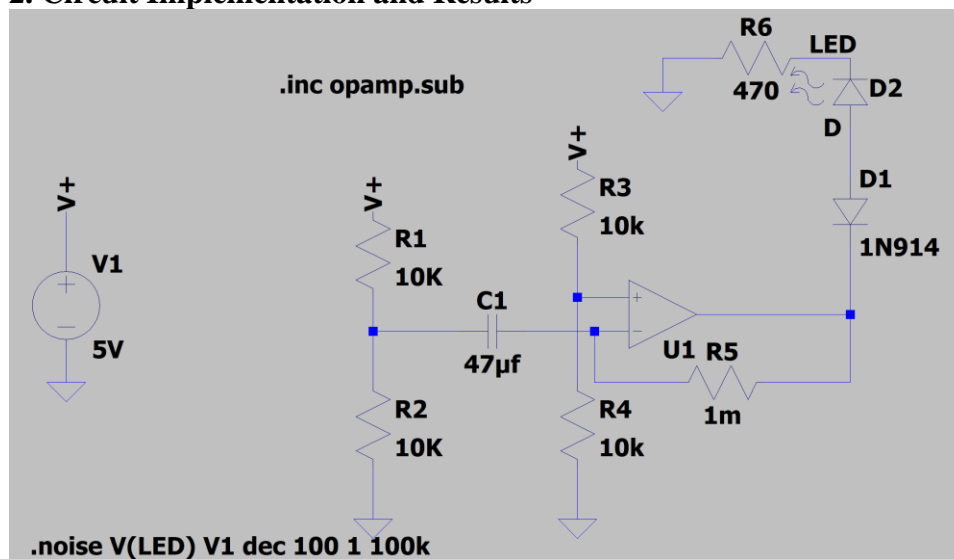 2. Circuit Implementation and Results
.inc opamp.sub
R6
470
LED
D2
D
D1
1N914
V+
V1
5V
V+
R1
10K
R2
10K
C1
47µf
V+
R3
10k
R4
10k
U1
R5
1m
.noise V(LED) V1 dec 100 1 100k